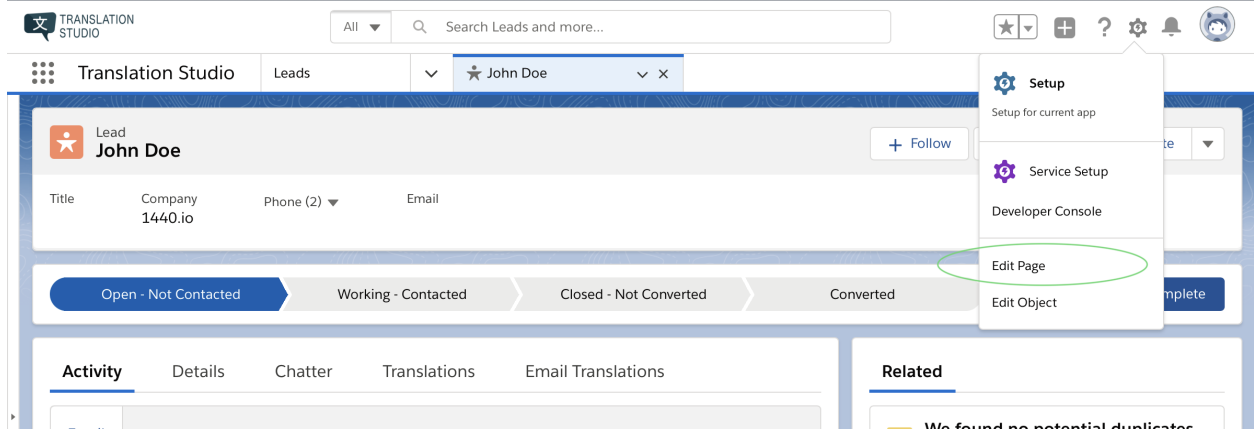 文
TRANSLATION
STUDIO
All
Search Leads and more...
Translation Studio
Leads
John Doe
Setup
Setup for current app
Service Setup
Developer Console
Edit Page
Edit Object
Lead
John Doe
+ Follow
te
Title
Company
1440.io
Phone (2)
Email
Open - Not Contacted
Working - Contacted
Closed - Not Converted
Converted
mplete
Activity
Details
Chatter
Translations
Email Translations
Related
We found no potential duplicates